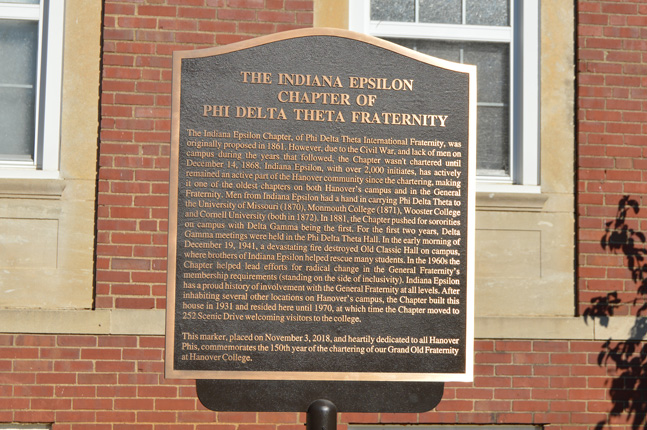 THE INDIANA EPSILON
CHAPTER OF
PHI DELTA THETA FRATERNITY
The Indiana Epsilon Chapter, of Phi Delta Theta International Fraternity, was
originally proposed in 1861. However, due to the Civil War, and lack of men on
campus during the years that followed, the Chapter wasn't chartered until
December 14, 1868. Indiana Epsilon, with over 2,000 initiates, has actively
remained an active part of the Hanover community since the chartering, making
it one of the oldest chapters on both Hanover's campus and in the General
Fraternity. Men from Indiana Epsilon had a hand in carrying Phi Delta Theta to
the University of Missouri (1870), Monmouth College (1871), Wooster College
and Cornell University (both in 1872). In 1881, the Chapter pushed for sororities
on campus with Delta Gamma being the first. For the first two years, Delta
Gamma meetings were held in the Phi Delta Theta Hall. In the early morning of
December 19, 1941, a devastating fire destroyed Old Classic Hall on campus,
where brothers of Indiana Epsilon helped rescue many students. In the 1960s the
Chapter helped lead efforts for radical change in the General Fraternity's
membership requirements (standing on the side of inclusivity). Indiana Epsilon
has a proud history of involvement with the General Fraternity at all levels. After
inhabiting several other locations on Hanover's campus, the Chapter built this
house in 1931 and resided here until 1970, at which time the Chapter moved to
252 Scenic Drive welcoming visitors to the college.
This marker, placed on November 3, 2018, and heartily dedicated to all Hanover
Phis, commemorates the 150th year of the chartering of our Grand Old Fraternity
at Hanover College.